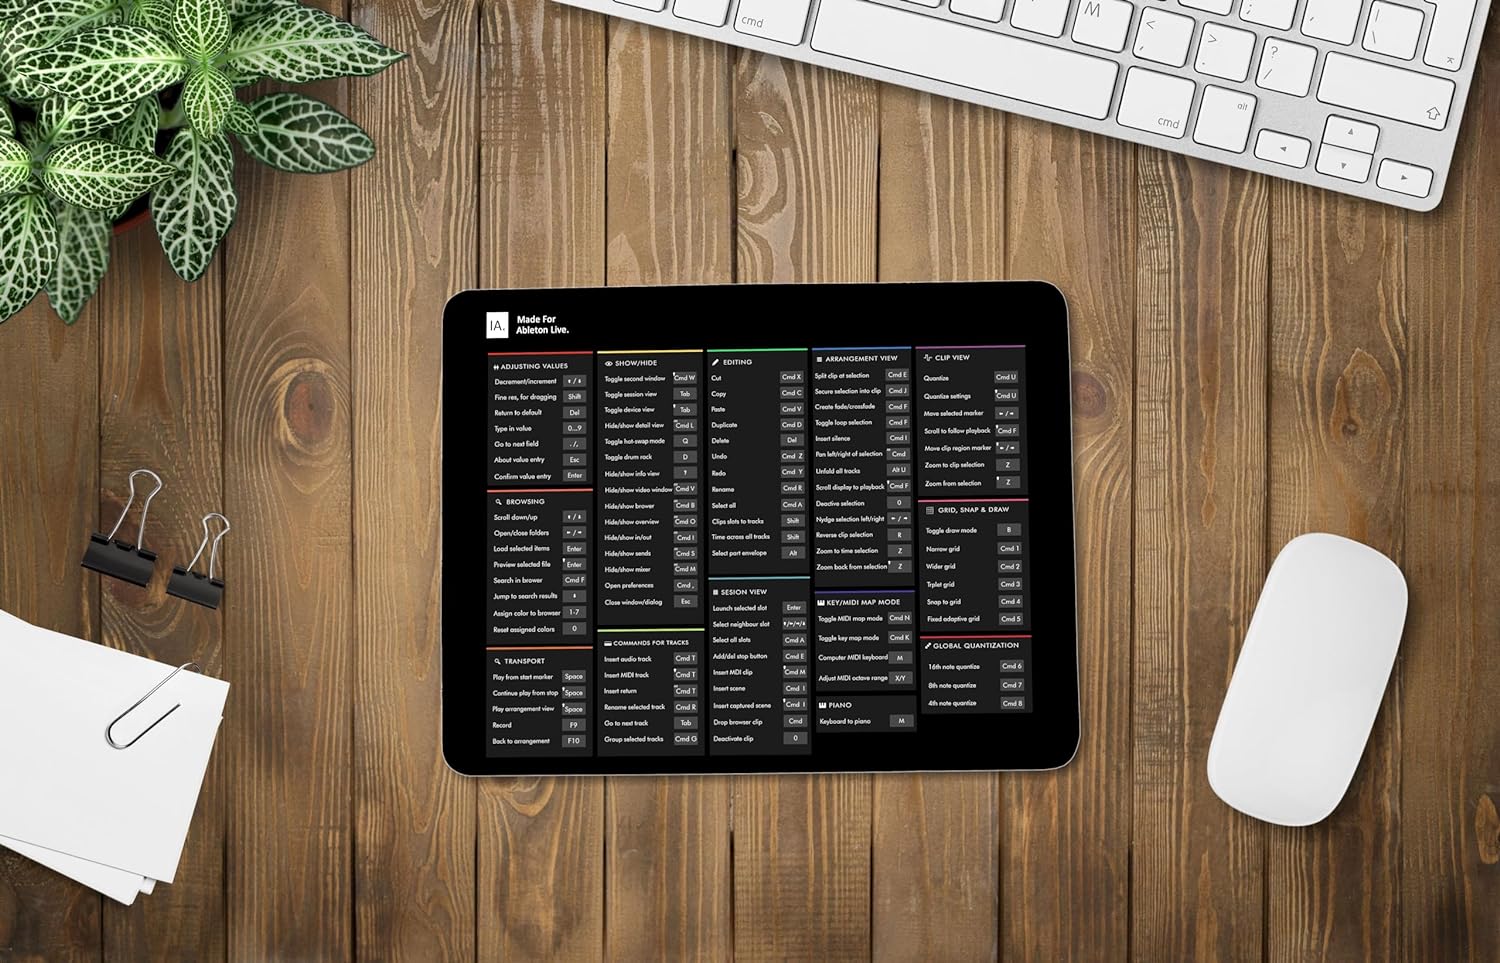 cmd
M
<
,
>
.
?
/
;
|
\
cmd
alt
IA.
Made For
Ableton Live.
ADJUSTING VALUES
Decrement/increment
Fine res, for dragging Shift
Return to default Del
Type in value 0...9
Go to next field ./,
About value entry Esc
Confirm value entry Enter
BROWSING
Scroll down/up
Open/close folders
Load selected items Enter
Preview selected file Enter
Search in brower Cmd F
Jump to search results
Assign color to browser 1-7
Reset assigned colors 0
TRANSPORT
Play from start marker Space
Continue play from stop Space
Play arrangement view Space
Record F9
Back to arrangement F10
SHOW/HIDE
Toggle second window Cmd W
Toggle session view Tab
Toggle device view Tab
Hide/show detail view Cmd L
Toggle hot-swap mode Q
Toggle drum rack D
Hide/show info view ?
Hide/show video window Cmd V
Hide/show brower Cmd B
Hide/show overview Cmd O
Hide/show in/out Cmd I
Hide/show sends Cmd S
Hide/show mixer Cmd M
Open preferences Cmd ,
Close window/dialog Esc
COMMANDS FOR TRACKS
Insert audio track Cmd T
Insert MIDI track Cmd T
Insert return Cmd T
Rename selected track Cmd R
Go to next track Tab
Group selected tracks Cmd G
EDITING
Cut Cmd X
Copy Cmd C
Paste Cmd V
Duplicate Cmd D
Delete Del
Undo Cmd Z
Redo Cmd Y
Rename Cmd R
Select all Cmd A
Clips slots to tracks Shift
Time across all tracks Shift
Select part envelope Alt
SESION VIEW
Launch selected slot Enter
Select neighbour slot
Select all slots Cmd A
Add/del stop button Cmd E
Insert MIDI clip Cmd M
Insert scene Cmd I
Insert captured scene Cmd I
Drop browser clip Cmd
Deactivate clip 0
ARRANGEMENT VIEW
Split clip at selection Cmd E
Secure selection into clip Cmd J
Create fade/crossfade Cmd F
Toggle loop selection Cmd F
Insert silence Cmd I
Pan left/right of selection Cmd
Unfold all tracks Alt U
Scroll display to playback Cmd F
Deactive selection 0
Nydge selection left/right
Reverse clip selection R
Zoom to time selection Z
Zoom back from selection Z
KEY/MIDI MAP MODE
Toggle MIDI map mode Cmd N
Toggle key map mode Cmd K
Computer MIDI keyboard M
Adjust MIDI octave range X/Y
PIANO
Keyboard to piano M
CLIP VIEW
Quantize Cmd U
Quantize settings Cmd U
Move selected marker
Scroll to follow playback Cmd F
Move clip region marker
Zoom to clip selection Z
Zoom from selection Z
GRID, SNAP & DRAW
Toggle draw mode B
Narrow grid Cmd 1
Wider grid Cmd 2
Trplet grid Cmd 3
Snap to grid Cmd 4
Fixed adaptive grid Cmd 5
GLOBAL QUANTIZATION
16th note quantize Cmd 6
8th note quantize Cmd 7
4th note quantize Cmd 8